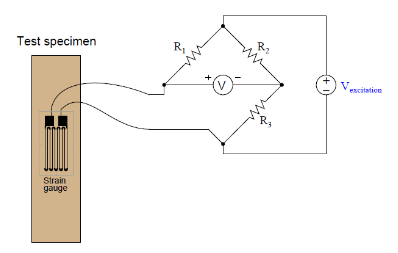 Test specimen
R1
R2
+ V −
+
−
Vexcitation
R3
Strain
gauge